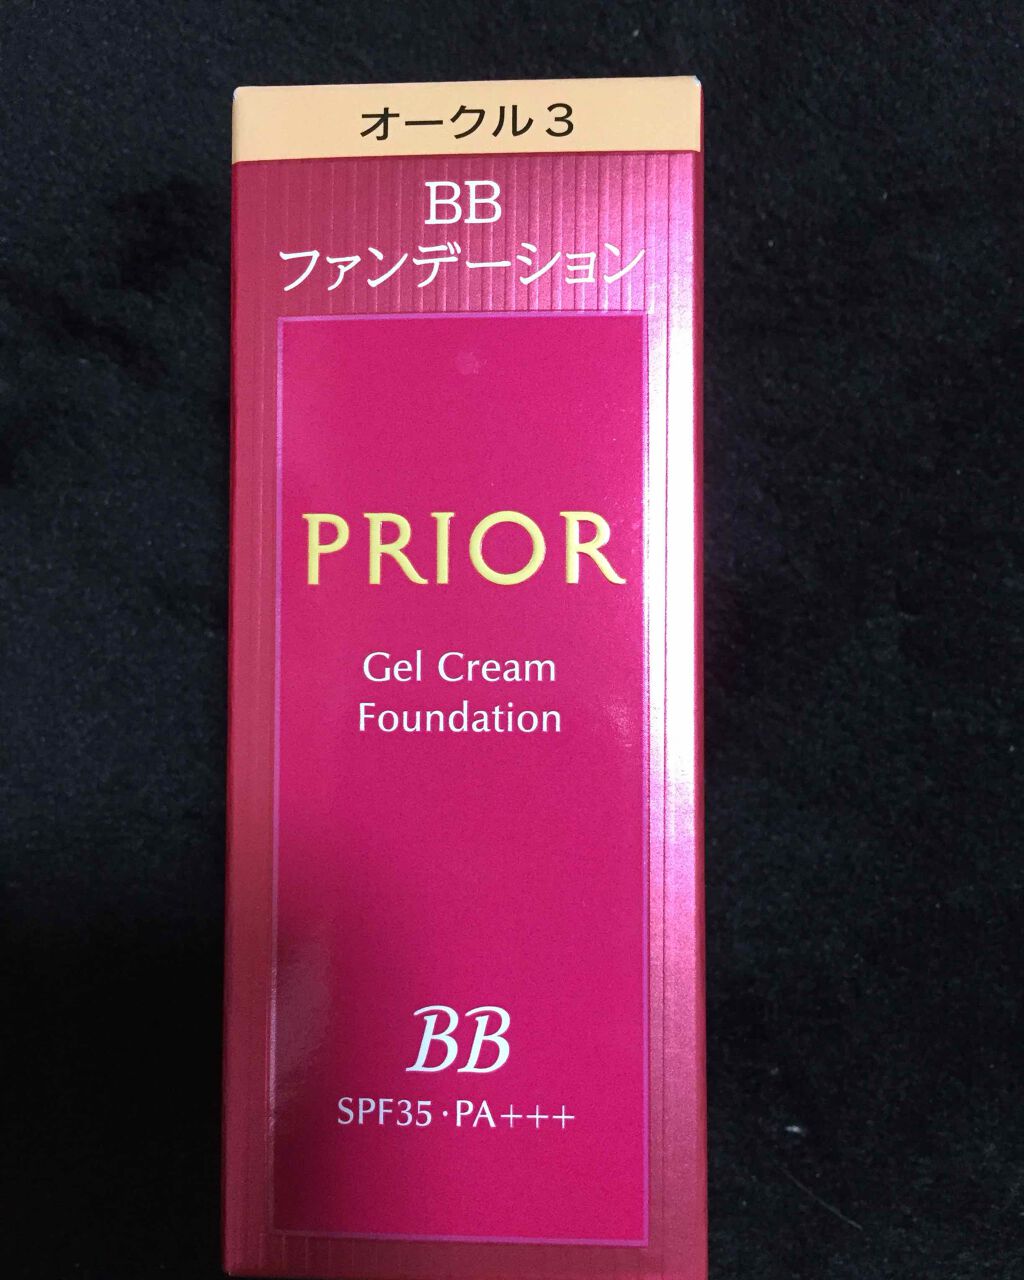 オークル3
BB
ファンデーション
PRIOR
Gel Cream
Foundation
BB
SPF35・PA+++